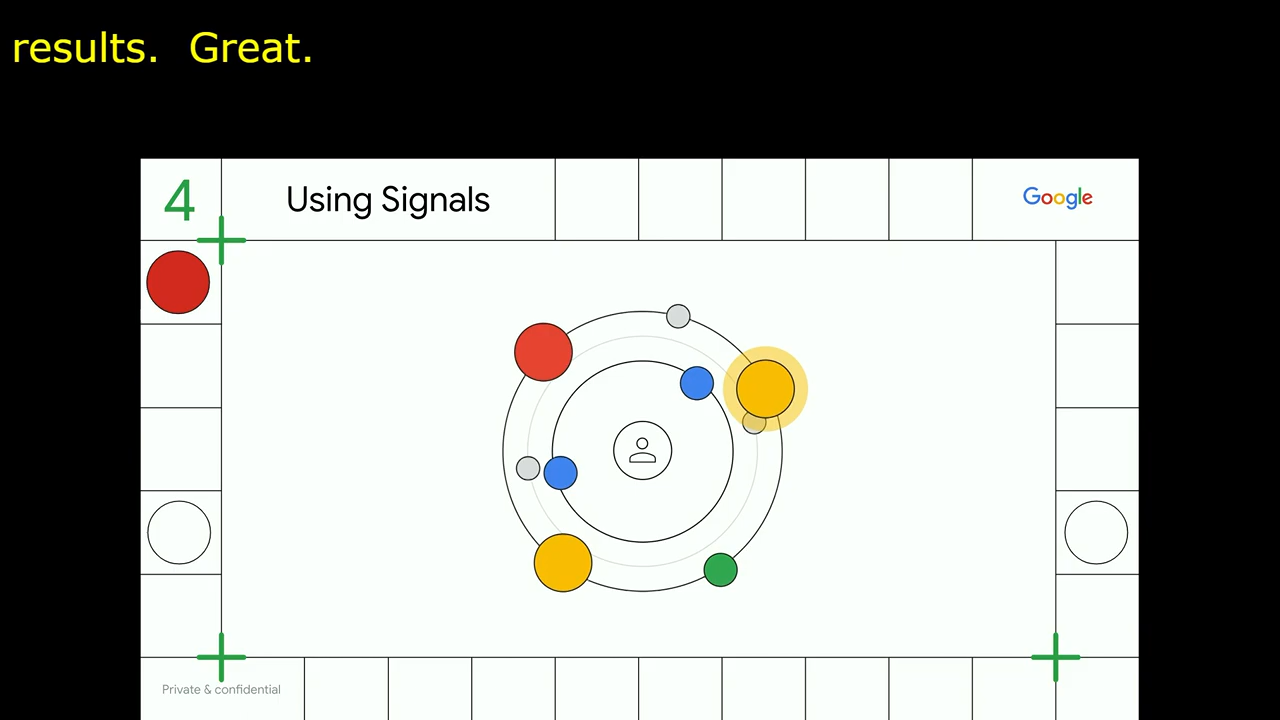 results.  Great.
4
Using Signals
Google
Private & confidential